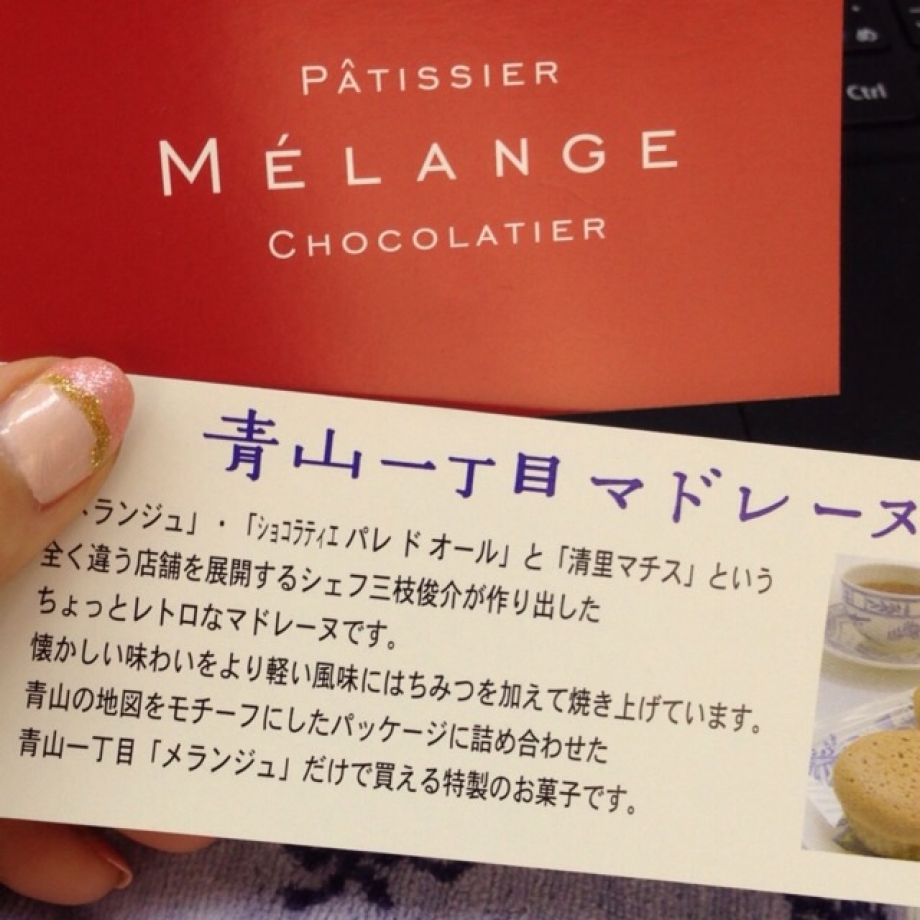 PÂTISSIER
MÉLANGE
CHOCOLATIER
め
Ctrl
青山一丁目 マドレーヌ
ランジュ」・「ｼｮｺﾗﾃｨｴ パレ ド オール」と「清里マチス」という
全く違う店舗を展開するシェフ三枝俊介が作り出した
ちょっとレトロなマドレーヌです。
懐かしい味わいをより軽い風味にはちみつを加えて焼き上げています。
青山の地図をモチーフにしたパッケージに詰め合わせた
青山一丁目「メランジュ」だけで買える特製のお菓子です。